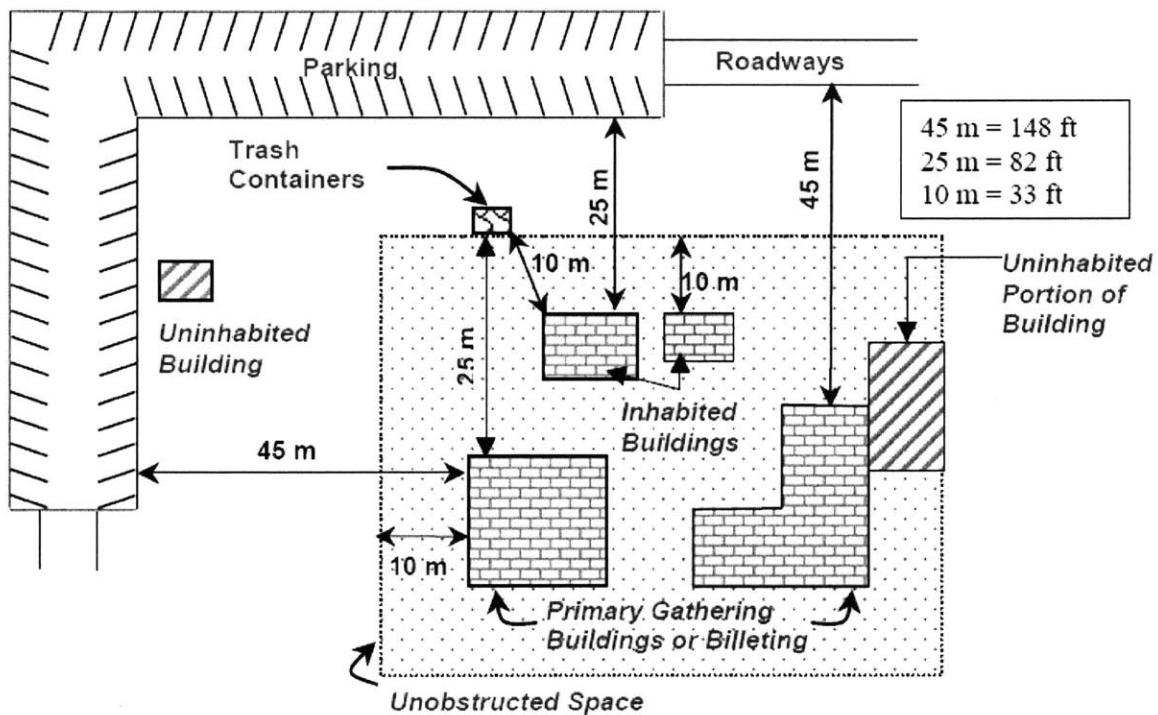 Parking
Roadways
45 m = 148 ft
25 m = 82 ft
10 m = 33 ft
Trash
Containers
25 m
45 m
10 m
10 m
Uninhabited
Portion of
Building
Uninhabited
Building
25 m
Inhabited
Buildings
45 m
10 m
Primary Gathering
Buildings or Billeting
Unobstructed Space